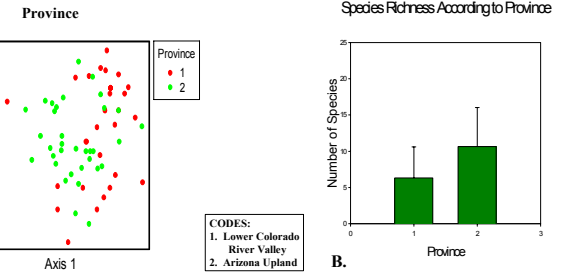 Province
Province
1
2
Axis 1
CODES:
1. Lower Colorado
River Valley
2. Arizona Upland
Species Richness According to Province
Number of Species
25
20
15
10
5
0
0
1
2
3
Province
B.